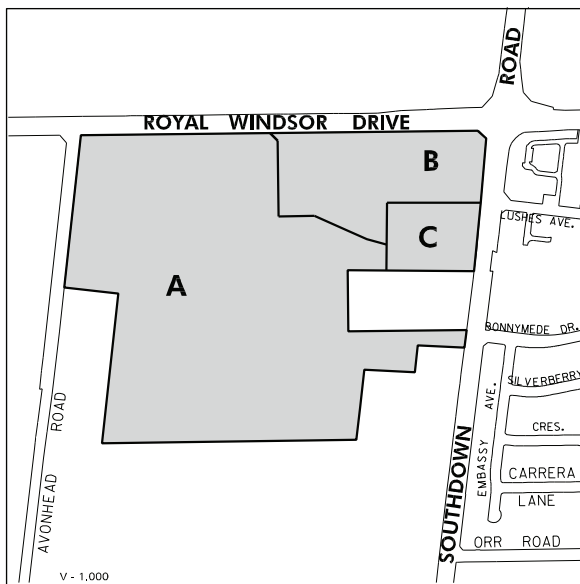 ROAD
ROYAL WINDSOR DRIVE
B
LUSHES AVE.
C
A
BONNYMEDE DR.
SILVERBERRY
EMBASSY AVE.
CRES.
AVONHEAD ROAD
SOUTHDOWN
CARRERA
LANE
ORR ROAD
V - 1,000